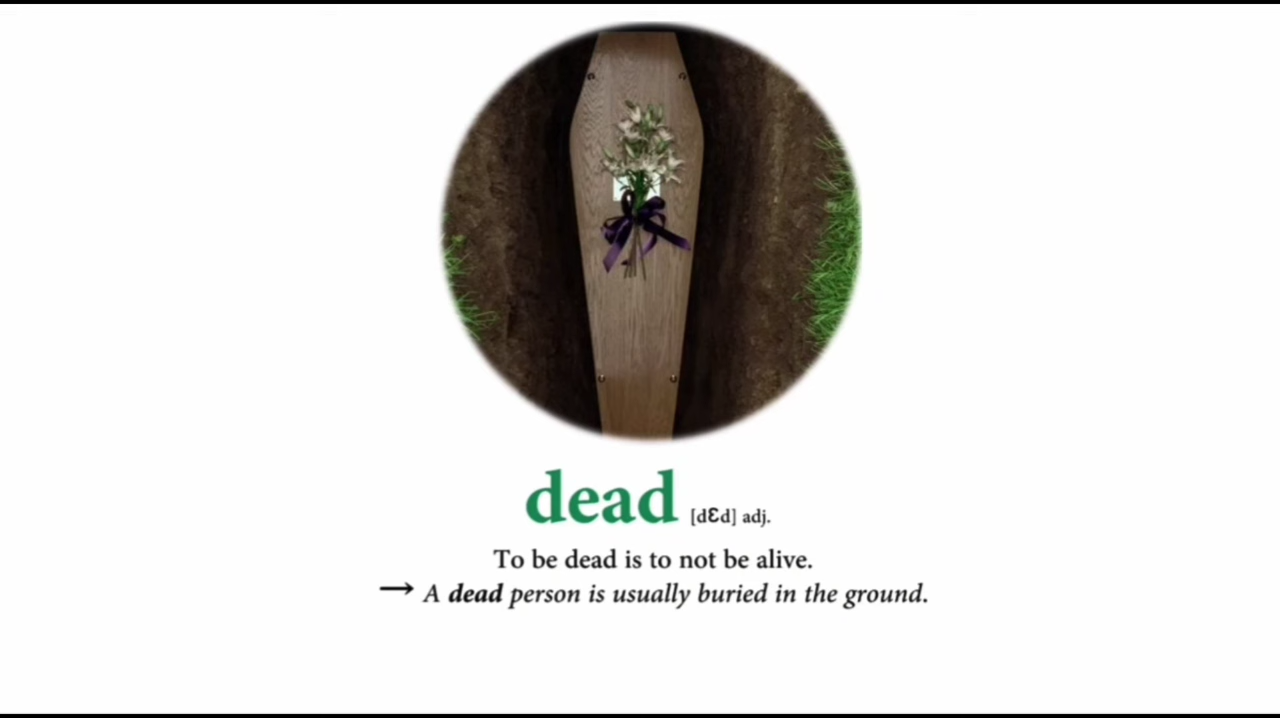 dead [dɛd] adj.
To be dead is to not be alive.
→ A dead person is usually buried in the ground.